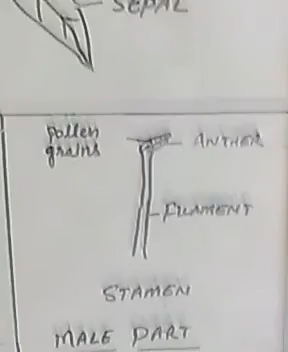 SEPAL
pollen
grains
ANTHER
FILAMENT
STAMEN
MALE PART